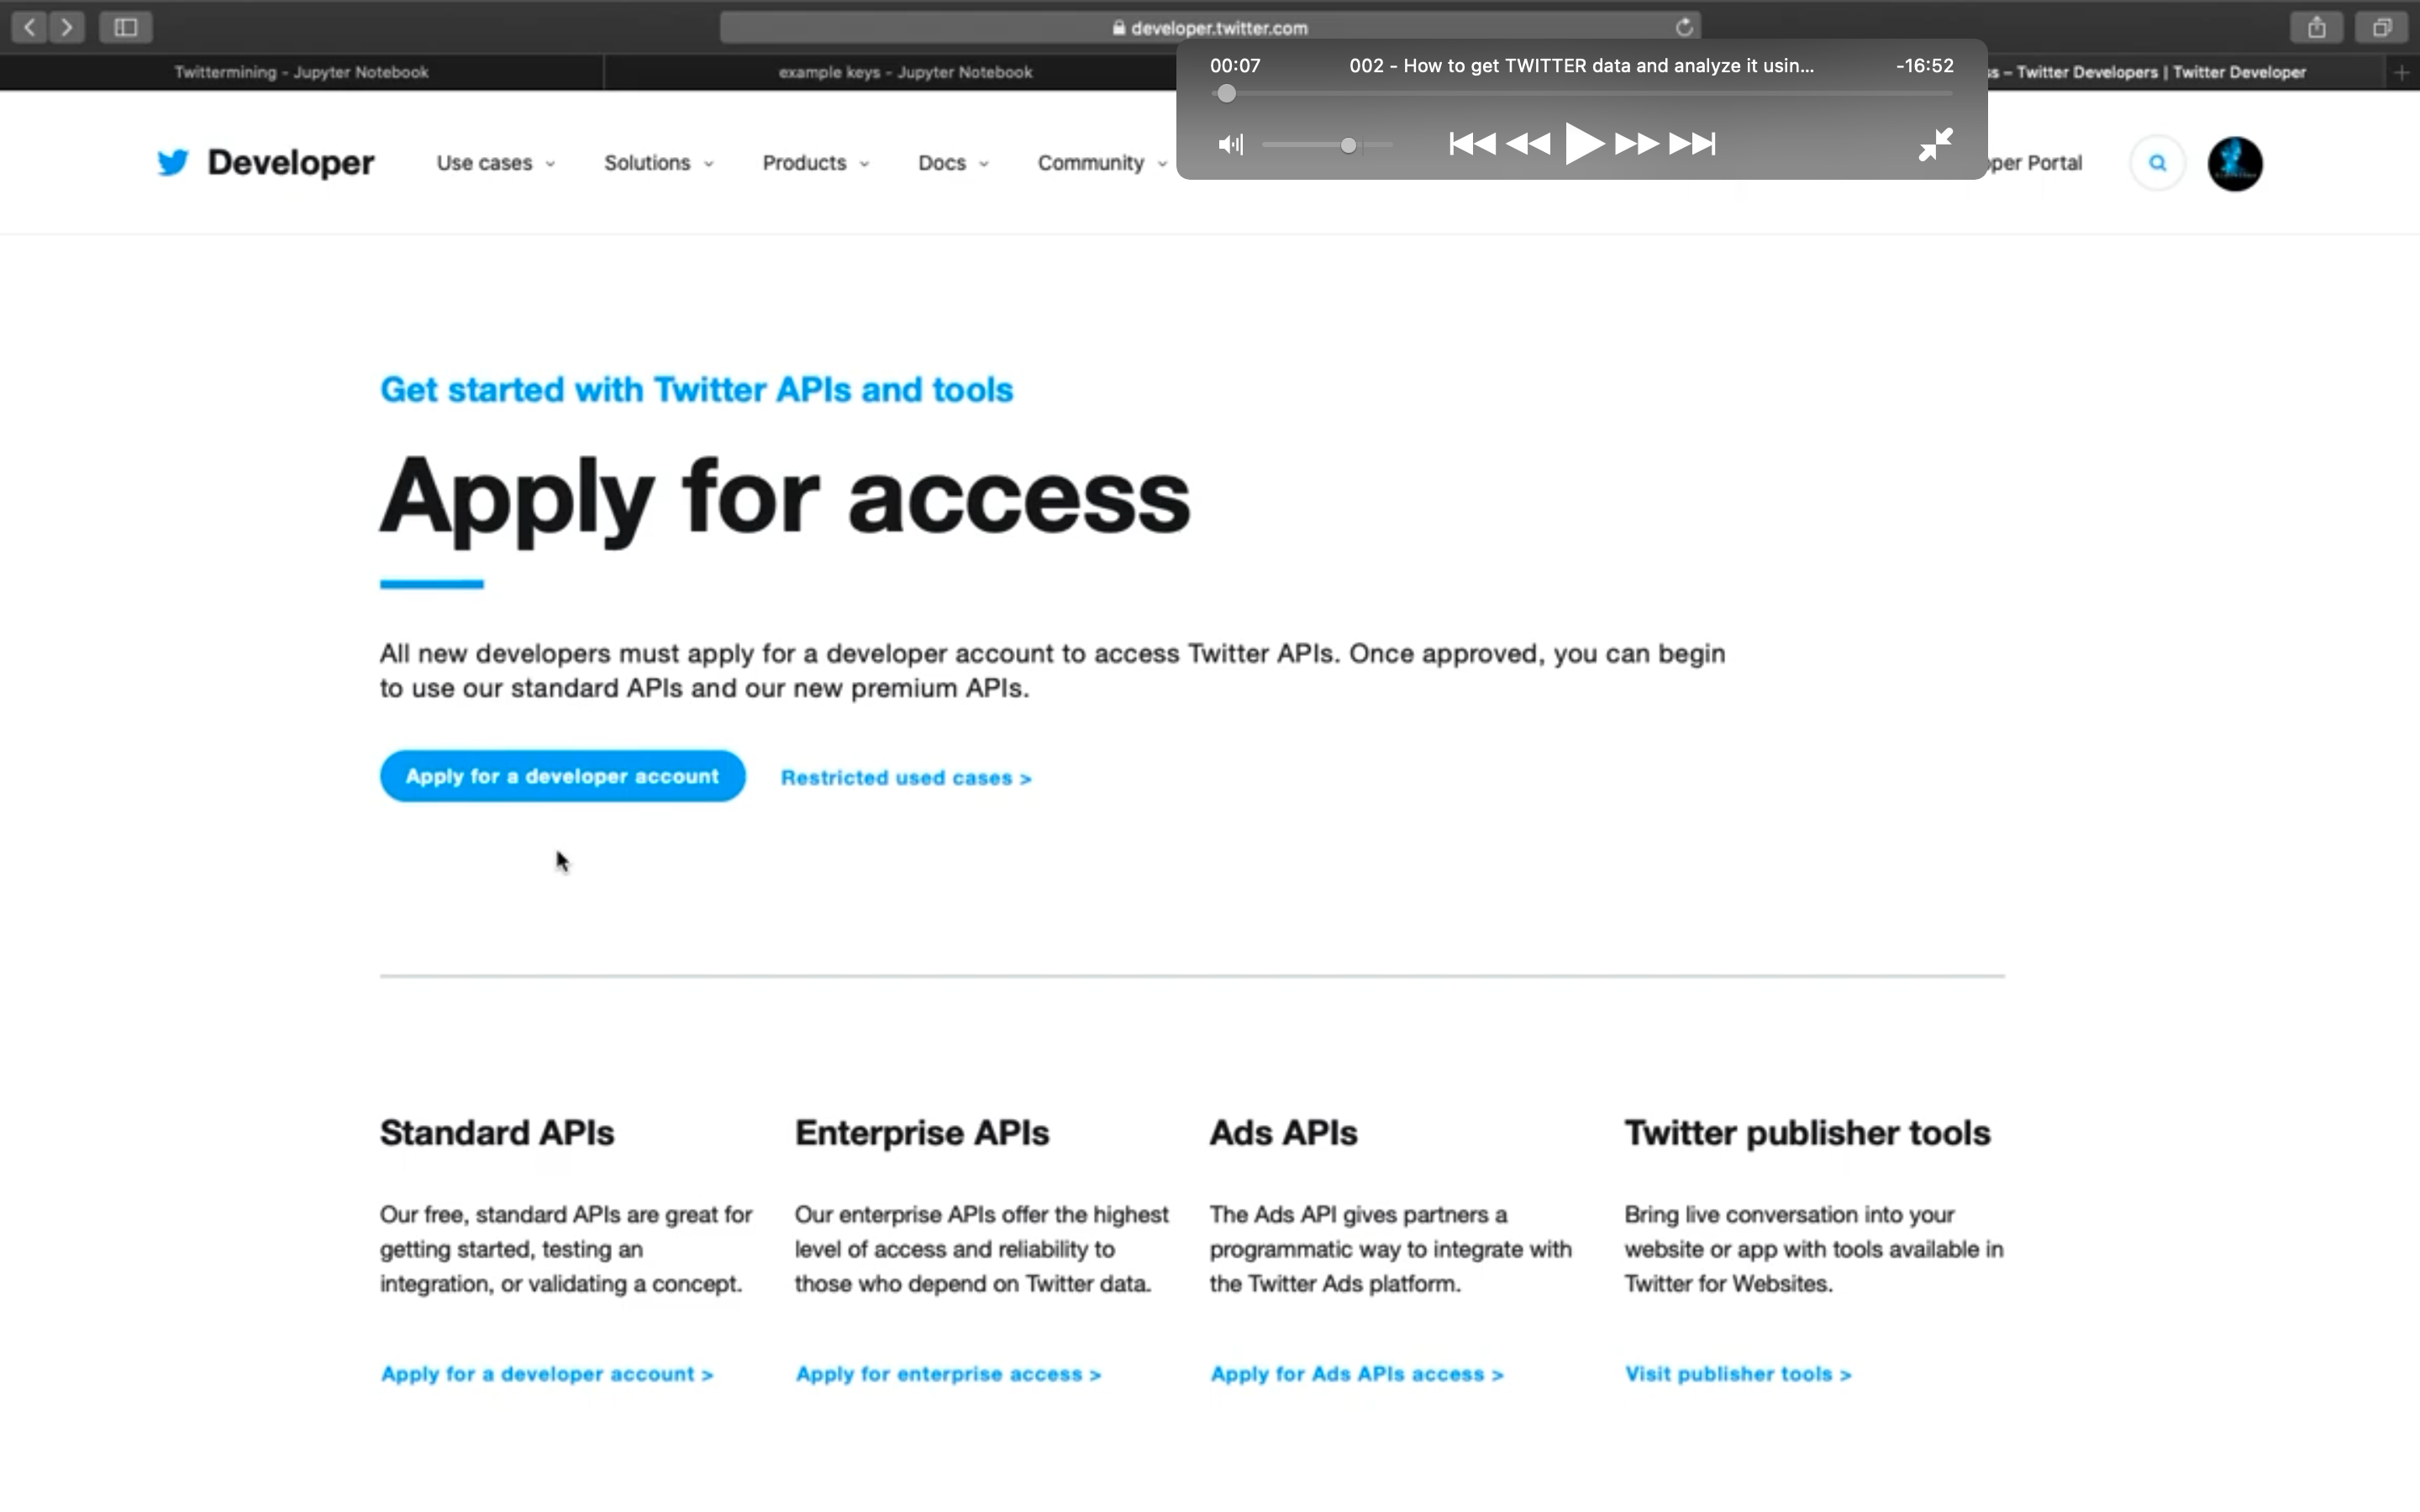 developer.twitter.com
Twittermining - Jupyter Notebook
example keys - Jupyter Notebook
– Twitter Developers | Twitter Developer
00:07
002 - How to get TWITTER data and analyze it usin...
-16:52
Developer
Use cases
Solutions
Products
Docs
Community
Portal
Get started with Twitter APIs and tools
Apply for access
All new developers must apply for a developer account to access Twitter APIs. Once approved, you can begin
to use our standard APIs and our new premium APIs.
Apply for a developer account
Restricted used cases >
Standard APIs
Our free, standard APIs are great for
getting started, testing an
integration, or validating a concept.
Apply for a developer account >
Enterprise APIs
Our enterprise APIs offer the highest
level of access and reliability to
those who depend on Twitter data.
Apply for enterprise access >
Ads APIs
The Ads API gives partners a
programmatic way to integrate with
the Twitter Ads platform.
Apply for Ads APIs access >
Twitter publisher tools
Bring live conversation into your
website or app with tools available in
Twitter for Websites.
Visit publisher tools >